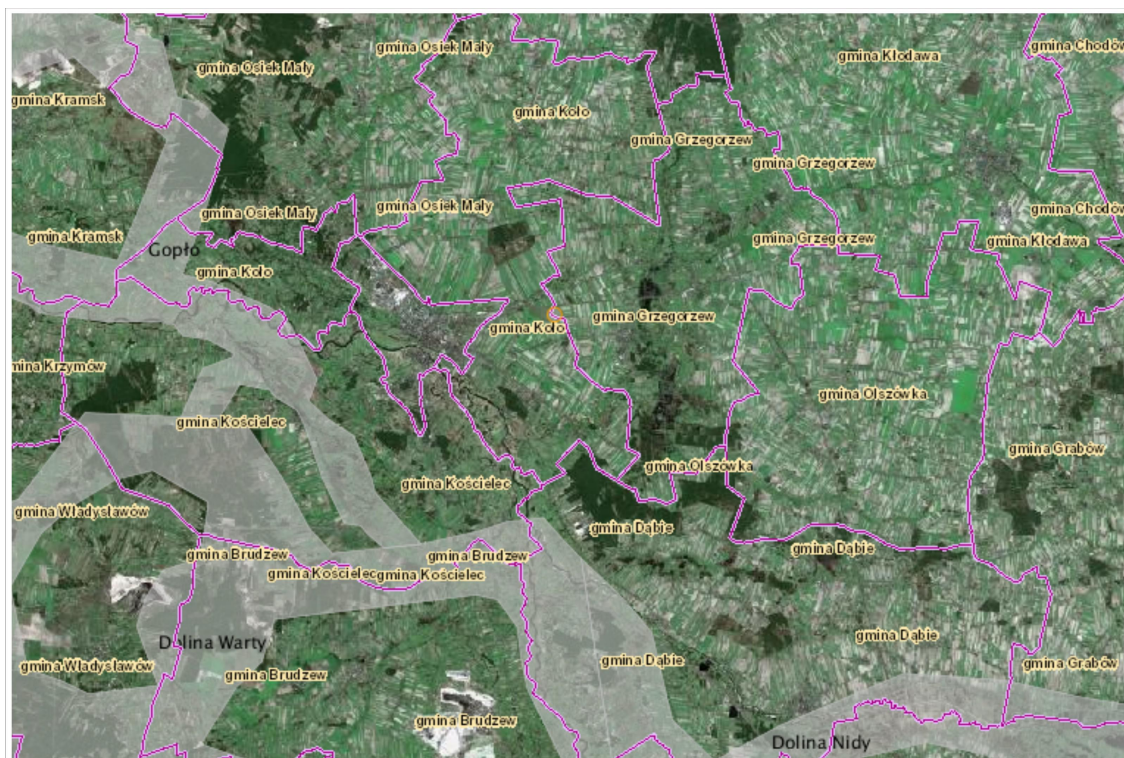 gmina Osiek Mały
gmina Chodów
gmina Kłodawa
gmina Osiek Mały
gmina Kramsk
gmina Koło
gmina Grzegorzew
gmina Grzegorzew
gmina Osiek Mały
gmina Osiek Mały
gmina Chodów
gmina Kramsk
gmina Grzegorzew
gmina Kłodawa
Gopło
gmina Koło
gmina Grzegorzew
gmina Koło
mina Krzymów
gmina Olszówka
gmina Kościelec
gmina Grabów
gmina Olszówka
gmina Kościelec
gmina Władysławów
gmina Dąbie
gmina Dąbie
gmina Brudzew
gmina Brudzew
gmina Kościelec
gmina Kościelec
gmina Dąbie
Dolina Warty
gmina Dąbie
gmina Grabów
gmina Władysławów
gmina Brudzew
gmina Brudzew
Dolina Nidy